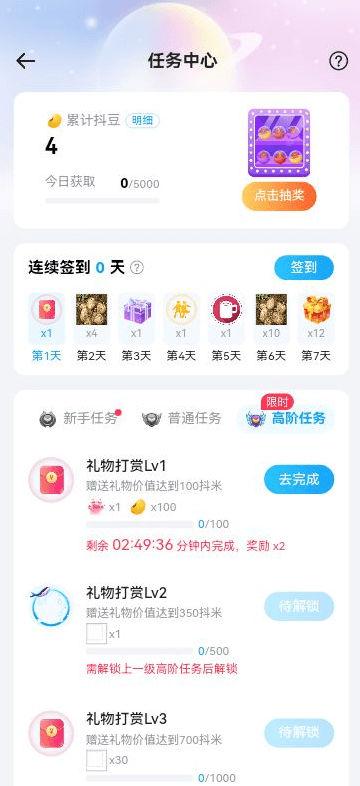 任务中心
累计抖豆 明细
4
今日获取 0/5000
点击抽奖
连续签到 0 天
签到
x1 x4 x1 x1 x1 x10 x12
第1天 第2天 第3天 第4天 第5天 第6天 第7天
限时
新手任务 普通任务 高阶任务
礼物打赏Lv1
赠送礼物价值达到100抖米
去完成
x1 x100
0/100
剩余 02:49:36 分钟内完成，奖励 x2
礼物打赏Lv2
赠送礼物价值达到350抖米
待解锁
x1
0/500
需解锁上一级高阶任务后解锁
礼物打赏Lv3
赠送礼物价值达到700抖米
待解锁
x30
0/1000